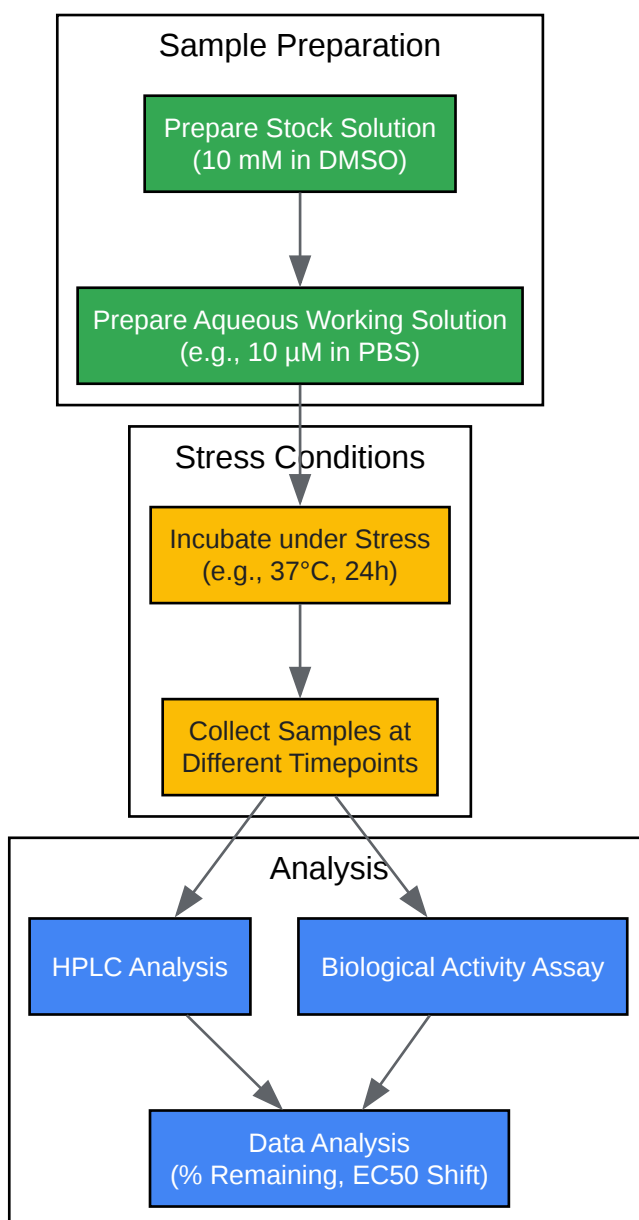 Sample Preparation
Prepare Stock Solution
(10 mM in DMSO)
Prepare Aqueous Working Solution
(e.g., 10 µM in PBS)
Stress Conditions
Incubate under Stress
(e.g., 37°C, 24h)
Collect Samples at
Different Timepoints
Analysis
HPLC Analysis
Biological Activity Assay
Data Analysis
(% Remaining, EC50 Shift)